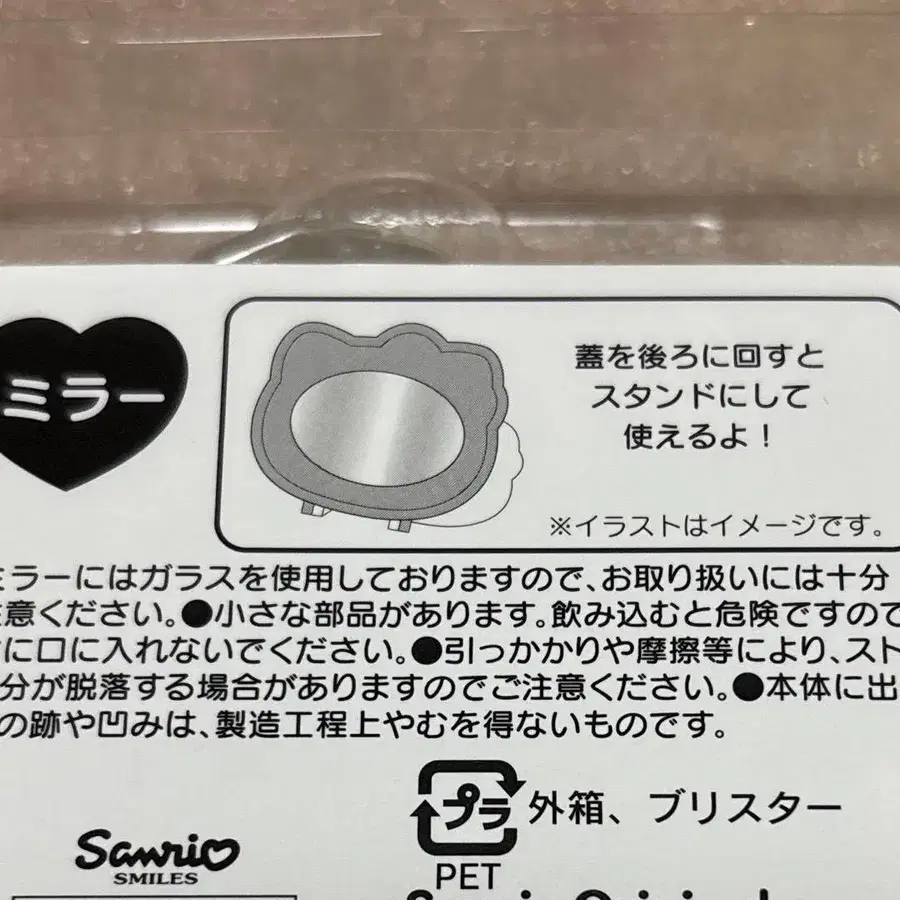 ミラー
蓋を後ろに回すと
スタンドにして
使えるよ!
※イラストはイメージです。
ミラーにはガラスを使用しておりますので、お取り扱いには十分
意ください。●小さな部品があります。飲み込むと危険ですので
に口に入れないでください。●引っかかりや摩擦等により、スト
分が脱落する場合がありますのでご注意ください。●本体に出
の跡や凹みは、製造工程上やむを得ないものです。
プラ 外箱、ブリスター
PET
Sanrio
SMILES